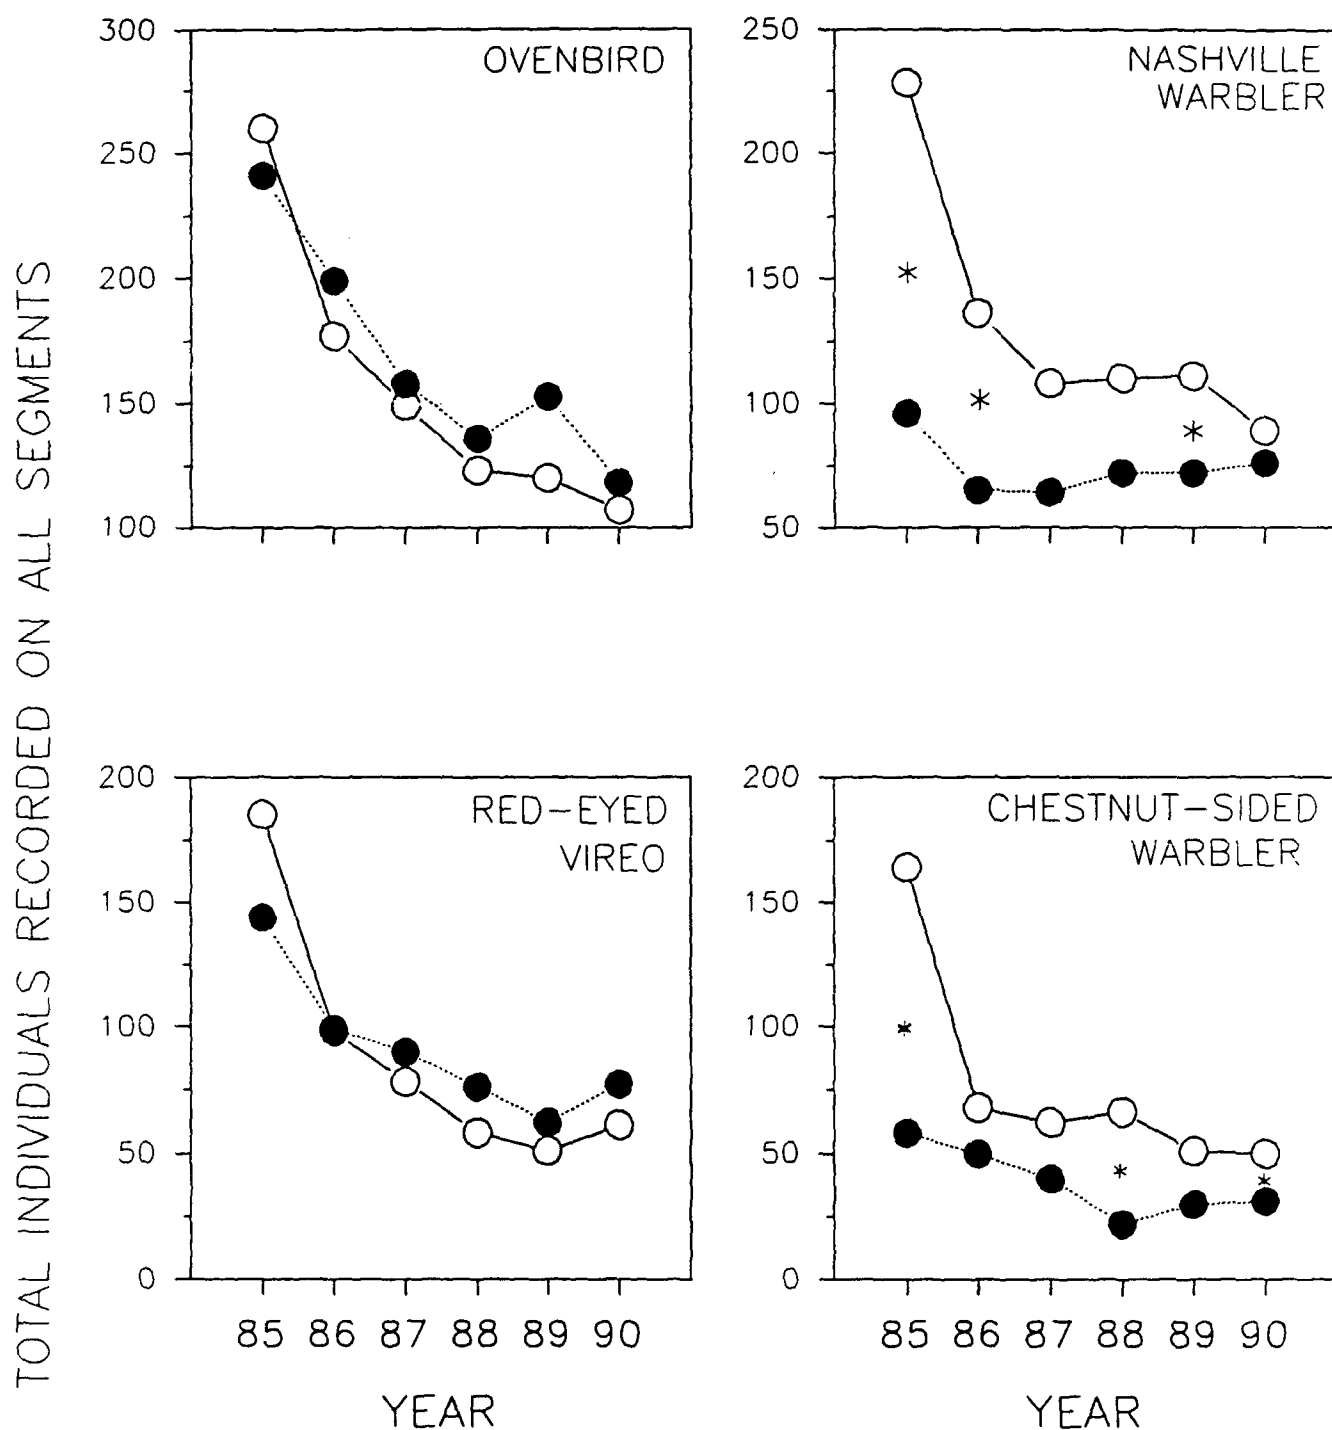 TOTAL INDIVIDUALS RECORDED ON ALL SEGMENTS
OVENBIRD
300
250
200
150
100
NASHVILLE
WARBLER
250
200
150
100
50
RED-EYED
VIREO
200
150
100
50
0
85 86 87 88 89 90
YEAR
CHESTNUT-SIDED
WARBLER
200
150
100
50
0
85 86 87 88 89 90
YEAR